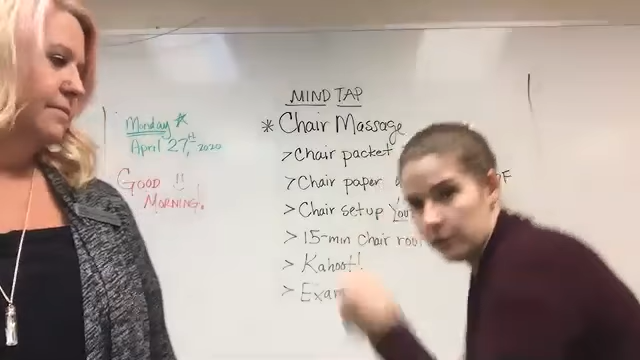 Monday *
April 27th, 2020
GOOD !!
MORNING!
MIND TAP
* Chair Massage
> Chair packet
> Chair paper
> Chair setup
> 15-min Chair
> Kahoot!
>